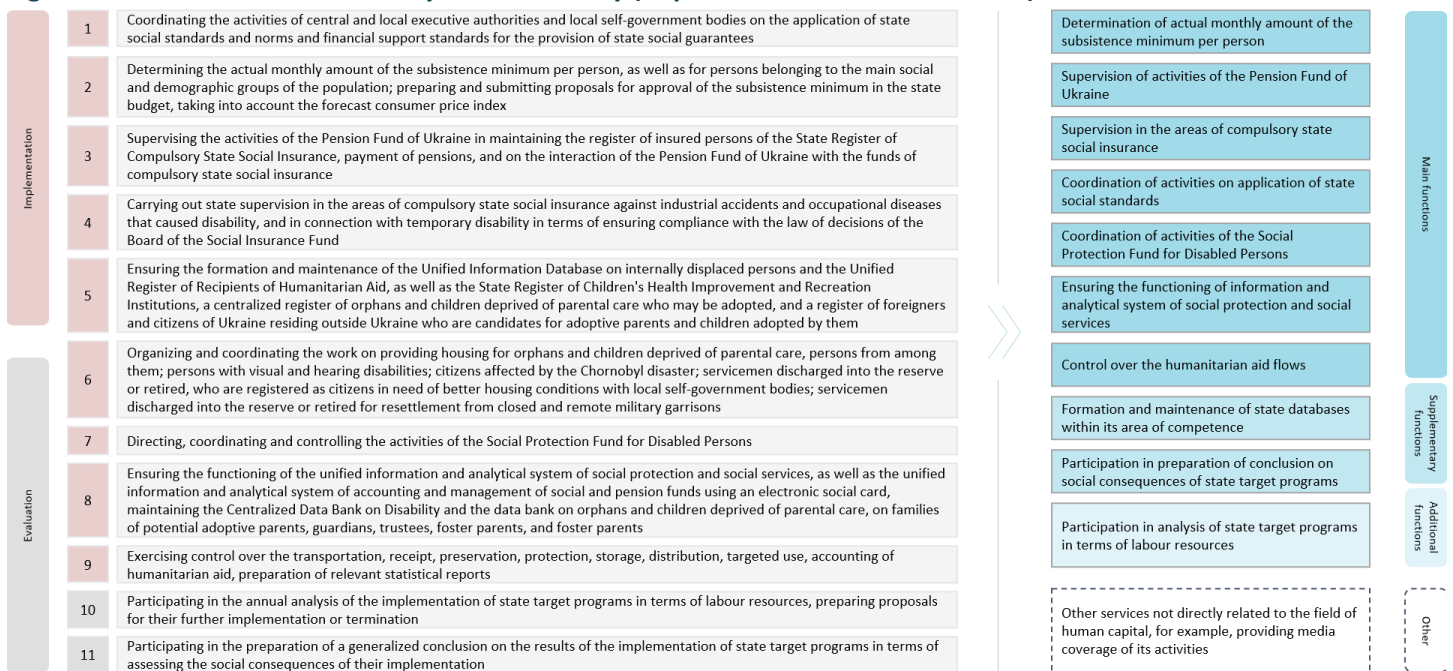 Implementation
1
Coordinating the activities of central and local executive authorities and local self-government bodies on the application of state
social standards and norms and financial support standards for the provision of state social guarantees
2
Determining the actual monthly amount of the subsistence minimum per person, as well as for persons belonging to the main social
and demographic groups of the population; preparing and submitting proposals for approval of the subsistence minimum in the state
budget, taking into account the forecast consumer price index
3
Supervising the activities of the Pension Fund of Ukraine in maintaining the register of insured persons of the State Register of
Compulsory State Social Insurance, payment of pensions, and on the interaction of the Pension Fund of Ukraine with the funds of
compulsory state social insurance
4
Carrying out state supervision in the areas of compulsory state social insurance against industrial accidents and occupational diseases
that caused disability, and in connection with temporary disability in terms of ensuring compliance with the law of decisions of the
Board of the Social Insurance Fund
5
Ensuring the formation and maintenance of the Unified Information Database on internally displaced persons and the Unified
Register of Recipients of Humanitarian Aid, as well as the State Register of Children's Health Improvement and Recreation
Institutions, a centralized register of orphans and children deprived of parental care who may be adopted, and a register of foreigners
and citizens of Ukraine residing outside Ukraine who are candidates for adoptive parents and children adopted by them
Evaluation
6
Organizing and coordinating the work on providing housing for orphans and children deprived of parental care, persons from among
them; persons with visual and hearing disabilities; citizens affected by the Chornobyl disaster; servicemen discharged into the reserve
or retired, who are registered as citizens in need of better housing conditions with local self-government bodies; servicemen
discharged into the reserve or retired for resettlement from closed and remote military garrisons
7
Directing, coordinating and controlling the activities of the Social Protection Fund for Disabled Persons
8
Ensuring the functioning of the unified information and analytical system of social protection and social services, as well as the unified
information and analytical system of accounting and management of social and pension funds using an electronic social card,
maintaining the Centralized Data Bank on Disability and the data bank on orphans and children deprived of parental care, on families
of potential adoptive parents, guardians, trustees, foster parents, and foster parents
9
Exercising control over the transportation, receipt, preservation, protection, storage, distribution, targeted use, accounting of
humanitarian aid, preparation of relevant statistical reports
10
Participating in the annual analysis of the implementation of state target programs in terms of labour resources, preparing proposals
for their further implementation or termination
11
Participating in the preparation of a generalized conclusion on the results of the implementation of state target programs in terms of
assessing the social consequences of their implementation
Determination of actual monthly amount of the
subsistence minimum per person
Supervision of activities of the Pension Fund of
Ukraine
Supervision in the areas of compulsory state
social insurance
Coordination of activities on application of state
social standards
Coordination of activities of the Social
Protection Fund for Disabled Persons
Ensuring the functioning of information and
analytical system of social protection and social
services
Control over the humanitarian aid flows
Formation and maintenance of state databases
within its area of competence
Participation in preparation of conclusion on
social consequences of state target programs
Participation in analysis of state target programs
in terms of labour resources
Other services not directly related to the field of
human capital, for example, providing media
coverage of its activities
Main functions
Supplementary
functions
Additional
functions
Other